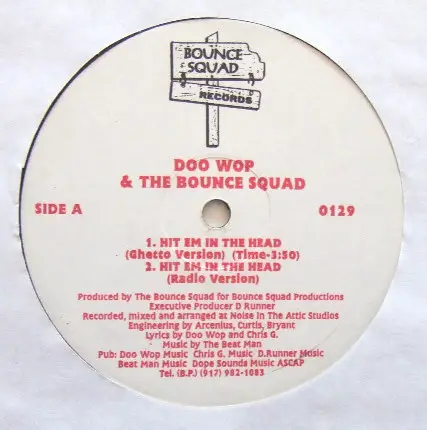 BOUNCE
SQUAD
RECORDS
DOO WOP
& THE BOUNCE SQUAD
SIDE A
0129
1. HIT EM IN THE HEAD
(Ghetto Version) (Time-3:50)
2. HIT EM IN THE HEAD
(Radio Version)
Produced by The Bounce Squad for Bounce Squad Productions
Executive Producer D Runner
Recorded, mixed and arranged at Noise In The Attic Studios
Engineering by Arcenius, Curtis, Bryant
Lyrics by Doo Wop and Chris G.
Music by The Beat Man
Pub: Doo Wop Music Chris G. Music D.Runner Music
Beat Man Music Dope Sounds Music ASCAP
Tel. (B.P.) (917) 982-1083